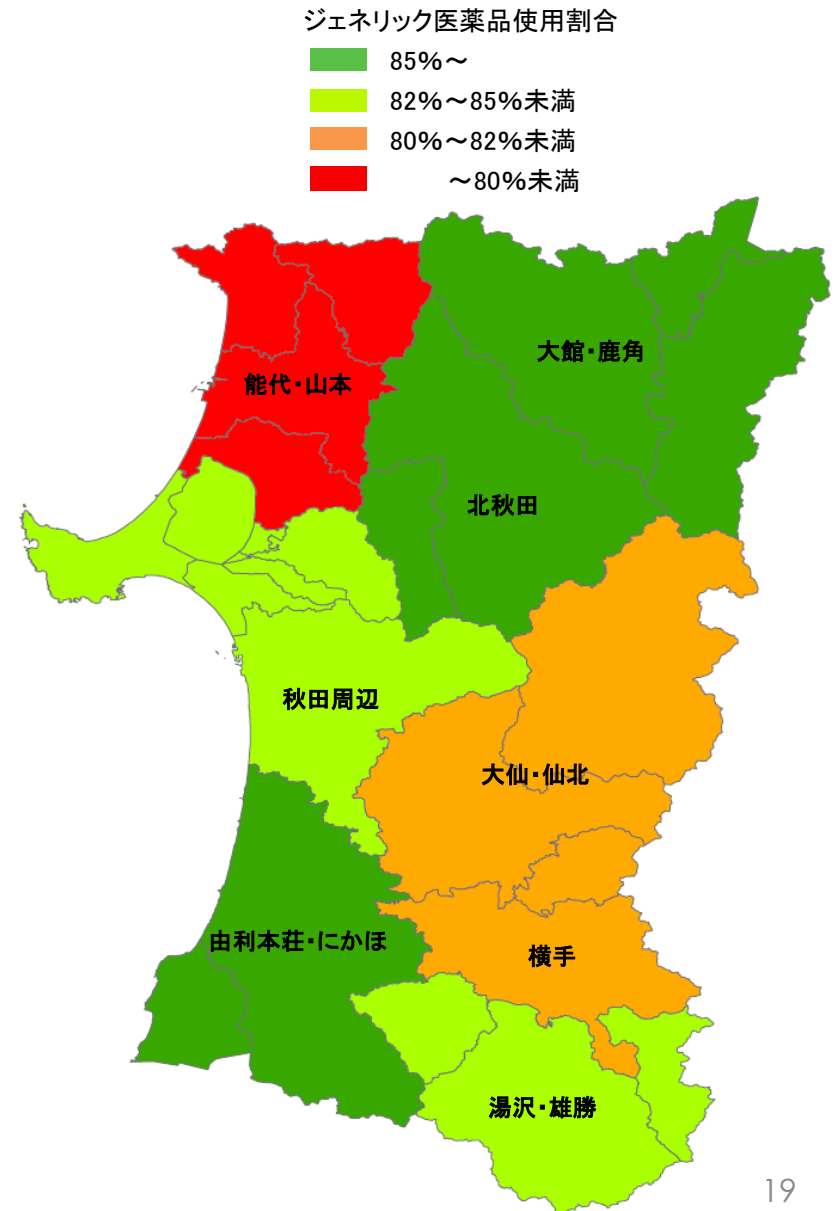 ジェネリック医薬品使用割合
85%～
82%～85%未満
80%～82%未満
～80%未満
大館・鹿角
能代・山本
北秋田
秋田周辺
大仙・仙北
由利本荘・にかほ
横手
湯沢・雄勝
19